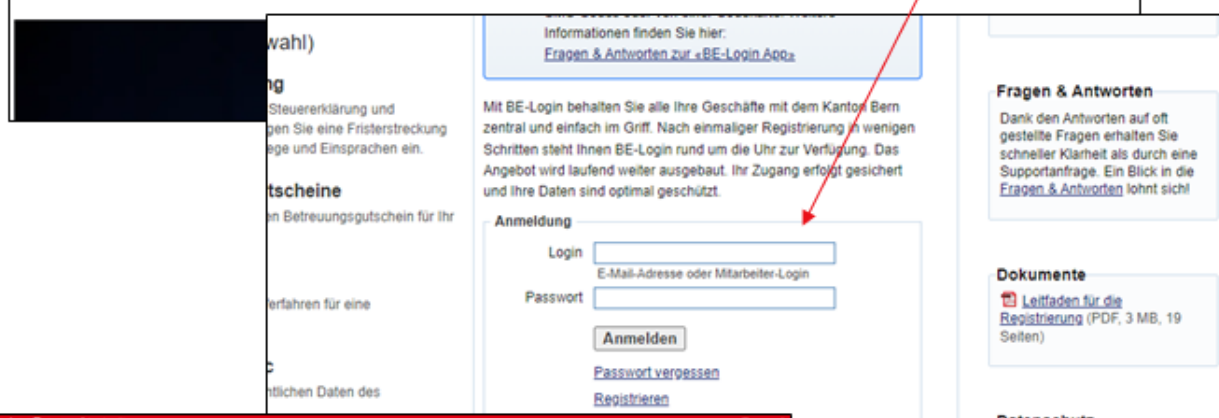 wahl)
ng
Steuererklärung und
gen Sie eine Fristerstreckung
ege und Einsprachen ein.
tscheine
en Betreuungsgutschein für Ihr
erfahren für eine
ntlichen Daten des
Informationen finden Sie hier:
Fragen & Antworten zur «BE-Login App»
Mit BE-Login behalten Sie alle Ihre Geschäfte mit dem Kanton Bern
zentral und einfach im Griff. Nach einmaliger Registrierung in wenigen
Schritten steht Ihnen BE-Login rund um die Uhr zur Verfügung. Das
Angebot wird laufend weiter ausgebaut. Ihr Zugang erfolgt gesichert
und Ihre Daten sind optimal geschützt.
Anmeldung
Login
E-Mail-Adresse oder Mitarbeiter-Login
Passwort
Anmelden
Passwort vergessen
Registrieren
Fragen & Antworten
Dank den Antworten auf oft
gestellte Fragen erhalten Sie
schneller Klarheit als durch eine
Supportanfrage. Ein Blick in die
Fragen & Antworten lohnt sich!
Dokumente
Leitfaden für die
Registrierung (PDF, 3 MB, 19
Seiten)